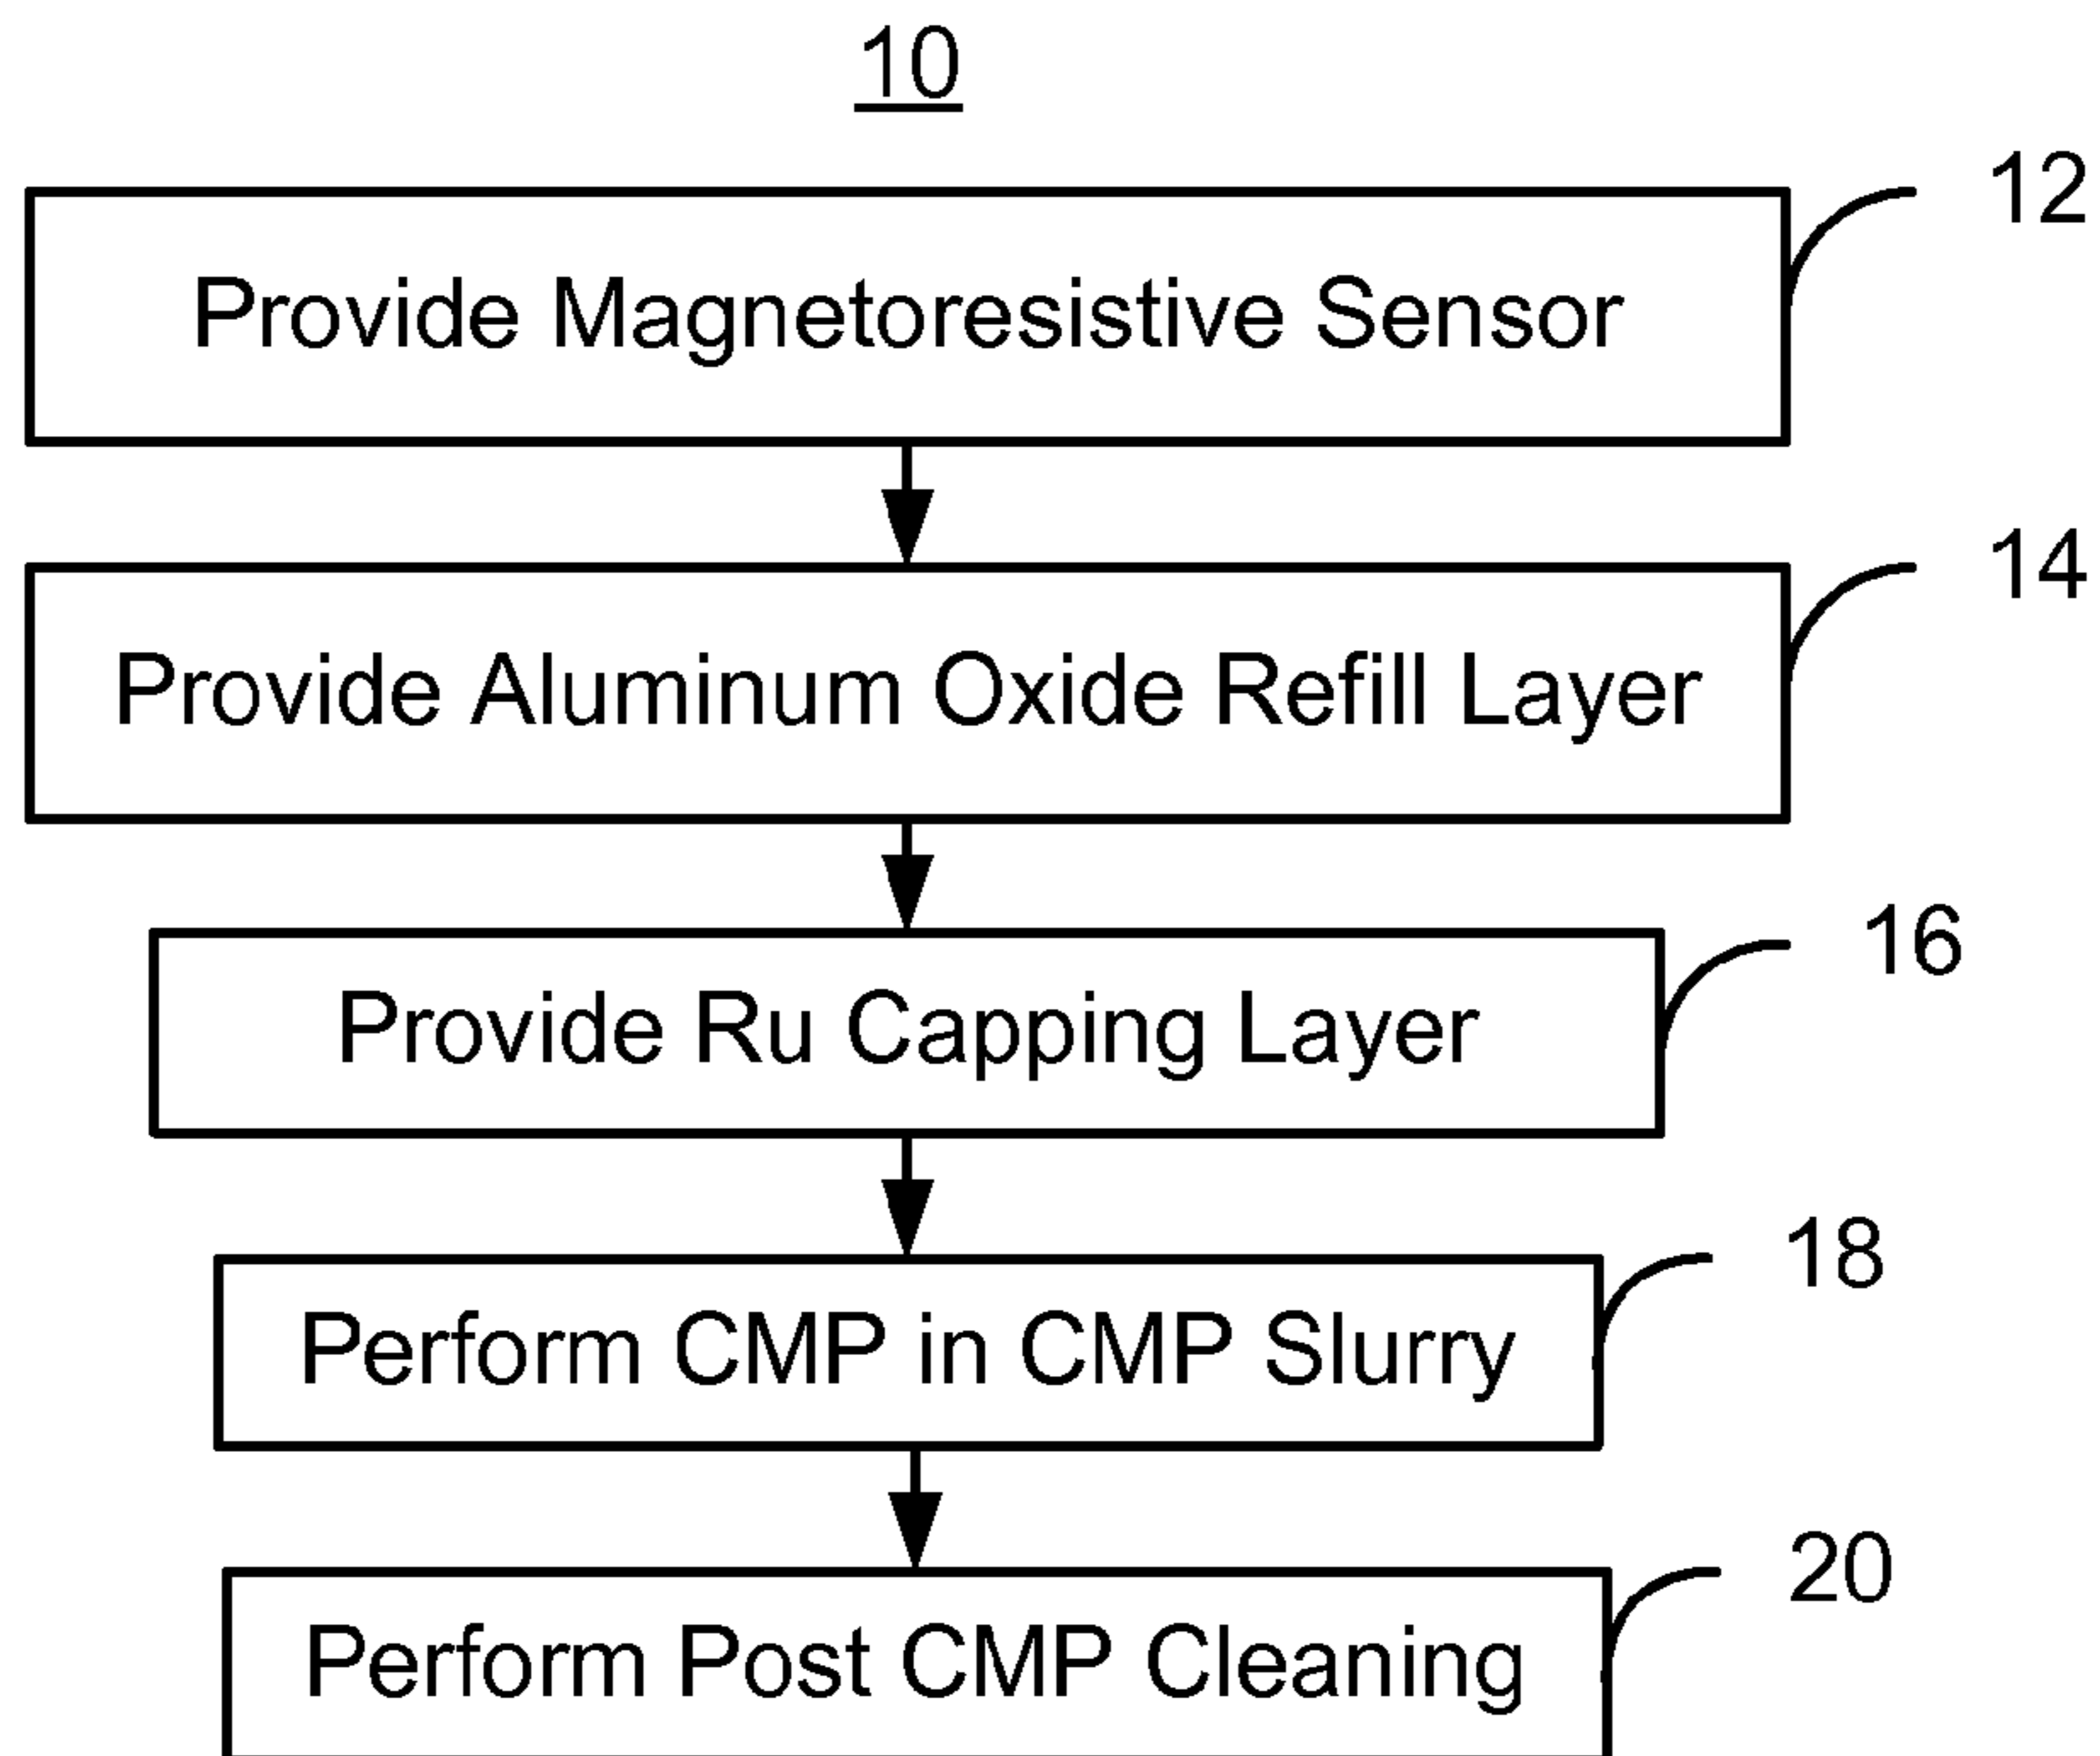 10
12
Provide Magnetoresistive Sensor
14
Provide Aluminum Oxide Refill Layer
16
Provide Ru Capping Layer
18
Perform CMP in CMP Slurry
20
Perform Post CMP Cleaning